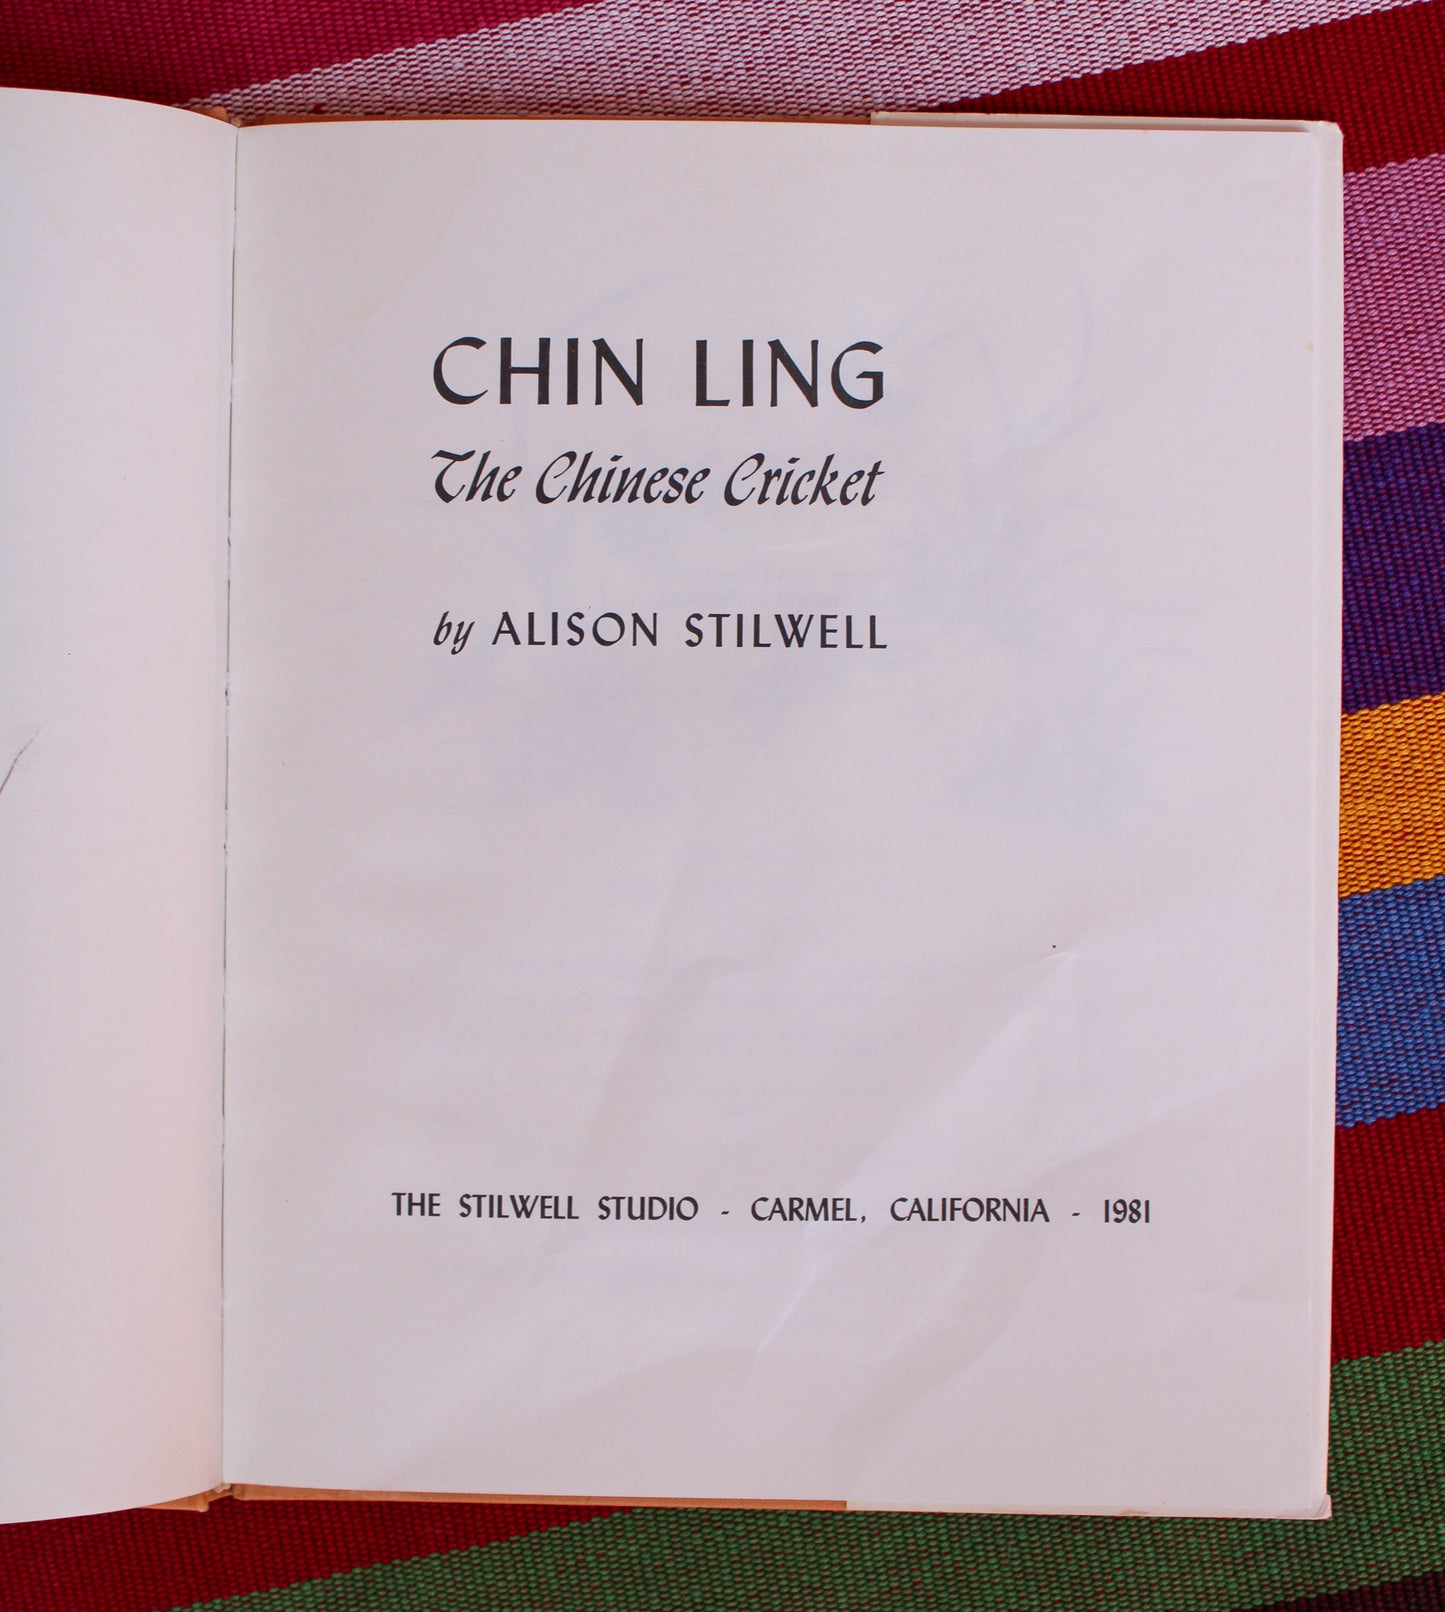 CHIN LING
The Chinese Cricket
by ALISON STILWELL
THE STILWELL STUDIO - CARMEL, CALIFORNIA - 1981